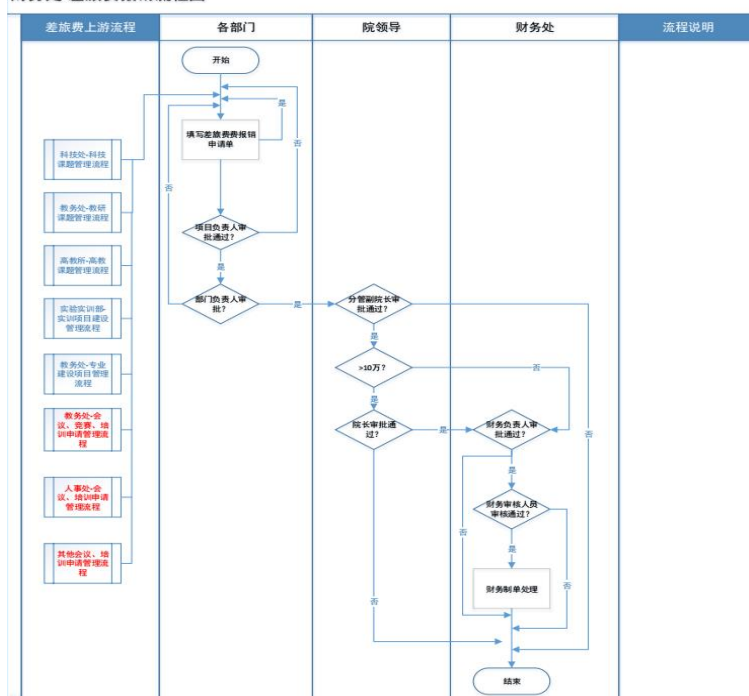 差旅费上游流程
各部门
院领导
财务处
流程说明
开始
是
填写差旅费费报销
申请单
否
科技处-科技
课题管理流程
否
教务处-教研
课题管理流程
项目负责人审
批通过？
高教所-高教
课题管理流程
是
部门负责人审
批？
是
分管副院长审
批通过？
实验实训部-
实训项目建设
管理流程
是
教务处-专业
建设项目管理
流程
>10万？
否
是
教务处-会
议、竞赛、培
训申请管理流
程
院长审批通
过？
是
财务负责人审
批通过？
否
是
人事处-会
议、培训申请
管理流程
财务审核人员
审核通过？
否
是
其他会议、培
训申请管理流
程
财务制单处理
否
否
结束